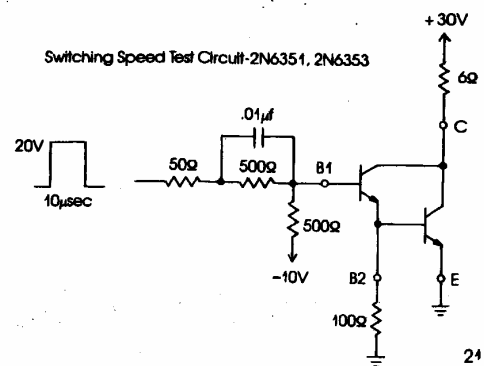 +30V
Switching Speed Test Circuit-2N6351, 2N6353
6Ω
.01µf
C
20V
50Ω
500Ω
B1
10µsec
500Ω
-10V
B2
E
100Ω
21